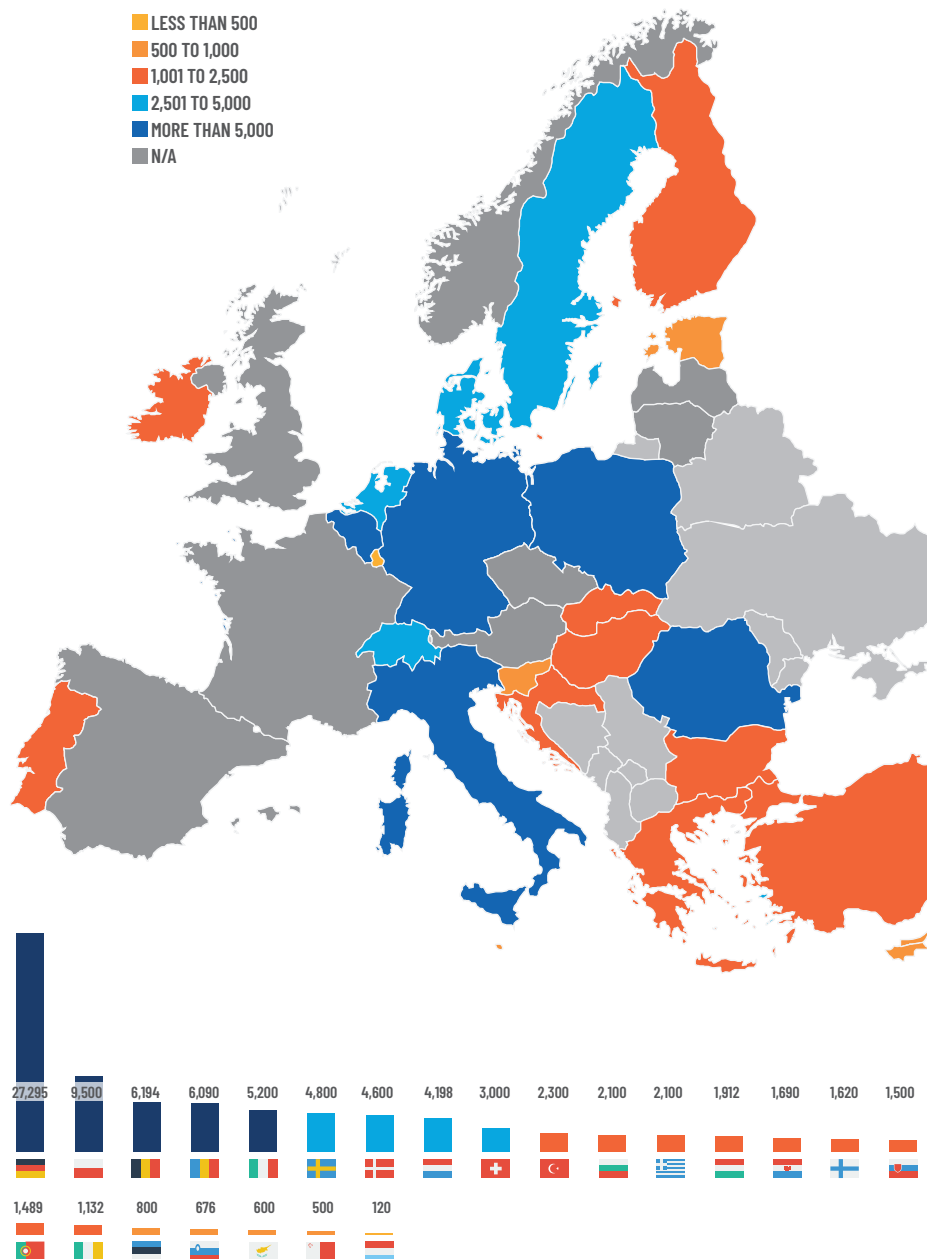 LESS THAN 500
500 TO 1,000
1,001 TO 2,500
2,501 TO 5,000
MORE THAN 5,000
N/A
27,295 9,500 6,194 6,090 5,200 4,800 4,600 4,198 3,000 2,300 2,100 2,100 1,912 1,690 1,620 1,500
1,489 1,132 800 676 600 500 120